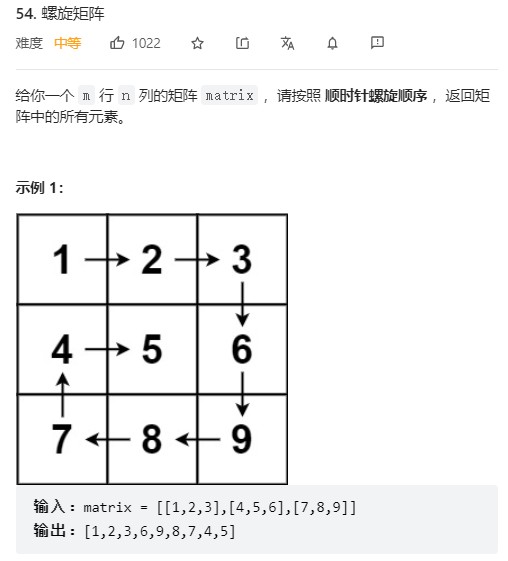 54. 螺旋矩阵
难度 中等 1022
给你一个 m 行 n 列的矩阵 matrix ，请按照 顺时针螺旋顺序 ，返回矩
阵中的所有元素。
示例 1：
1 2 3
4 5 6
7 8 9
输入：matrix = [[1,2,3],[4,5,6],[7,8,9]]
输出：[1,2,3,6,9,8,7,4,5]